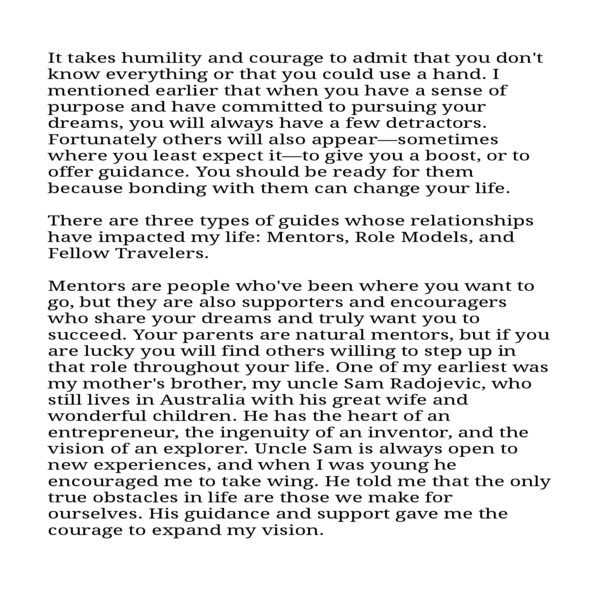 It takes humility and courage to admit that you don't
know everything or that you could use a hand. I
mentioned earlier that when you have a sense of
purpose and have committed to pursuing your
dreams, you will always have a few detractors.
Fortunately others will also appear—sometimes
where you least expect it—to give you a boost, or to
offer guidance. You should be ready for them
because bonding with them can change your life.

There are three types of guides whose relationships
have impacted my life: Mentors, Role Models, and
Fellow Travelers.

Mentors are people who've been where you want to
go, but they are also supporters and encouragers
who share your dreams and truly want you to
succeed. Your parents are natural mentors, but if you
are lucky you will find others willing to step up in
that role throughout your life. One of my earliest was
my mother's brother, my uncle Sam Radojevic, who
still lives in Australia with his great wife and
wonderful children. He has the heart of an
entrepreneur, the ingenuity of an inventor, and the
vision of an explorer. Uncle Sam is always open to
new experiences, and when I was young he
encouraged me to take wing. He told me that the only
true obstacles in life are those we make for
ourselves. His guidance and support gave me the
courage to expand my vision.